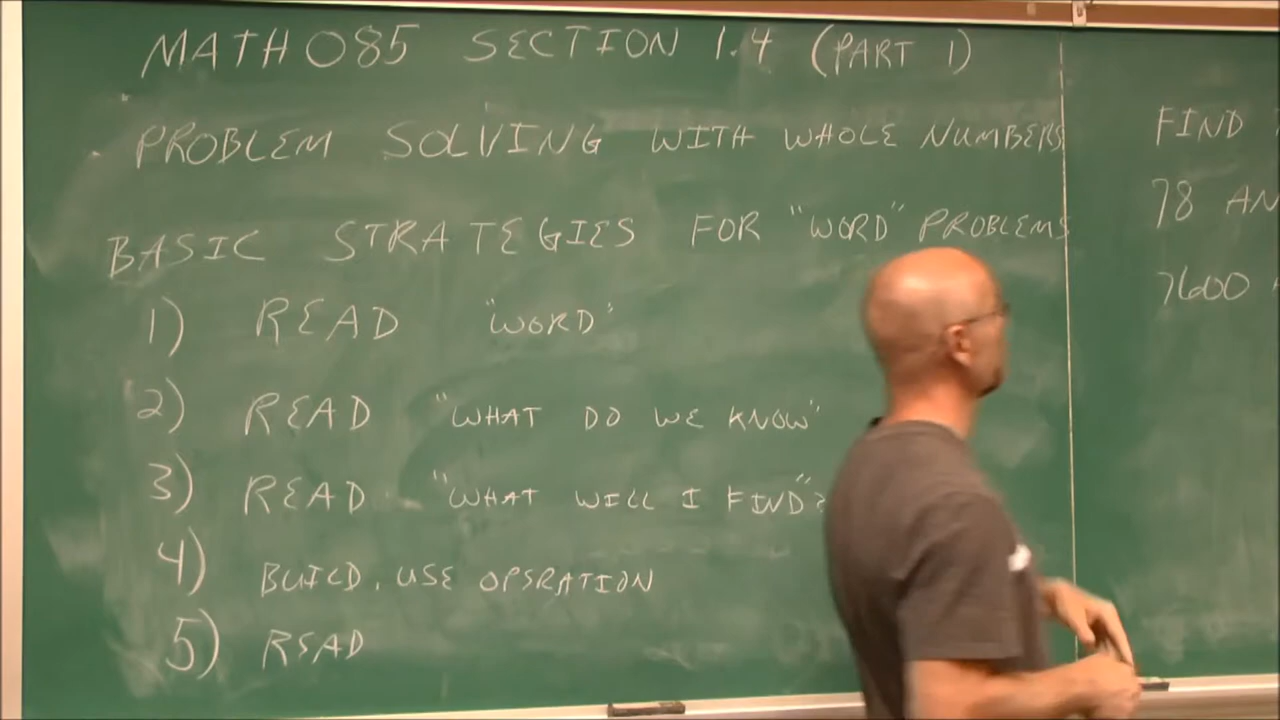 MATH 085 SECTION 1.4 (PART 1)
PROBLEM SOLVING WITH WHOLE NUMBERS
BASIC STRATEGIES FOR "WORD" PROBLEMS
1) READ "WORD"
2) READ "WHAT DO WE KNOW"
3) READ "WHAT WILL I FIND"?
4) BUILD, USE OPERATION
5) READ
FIND
78 AN
7600